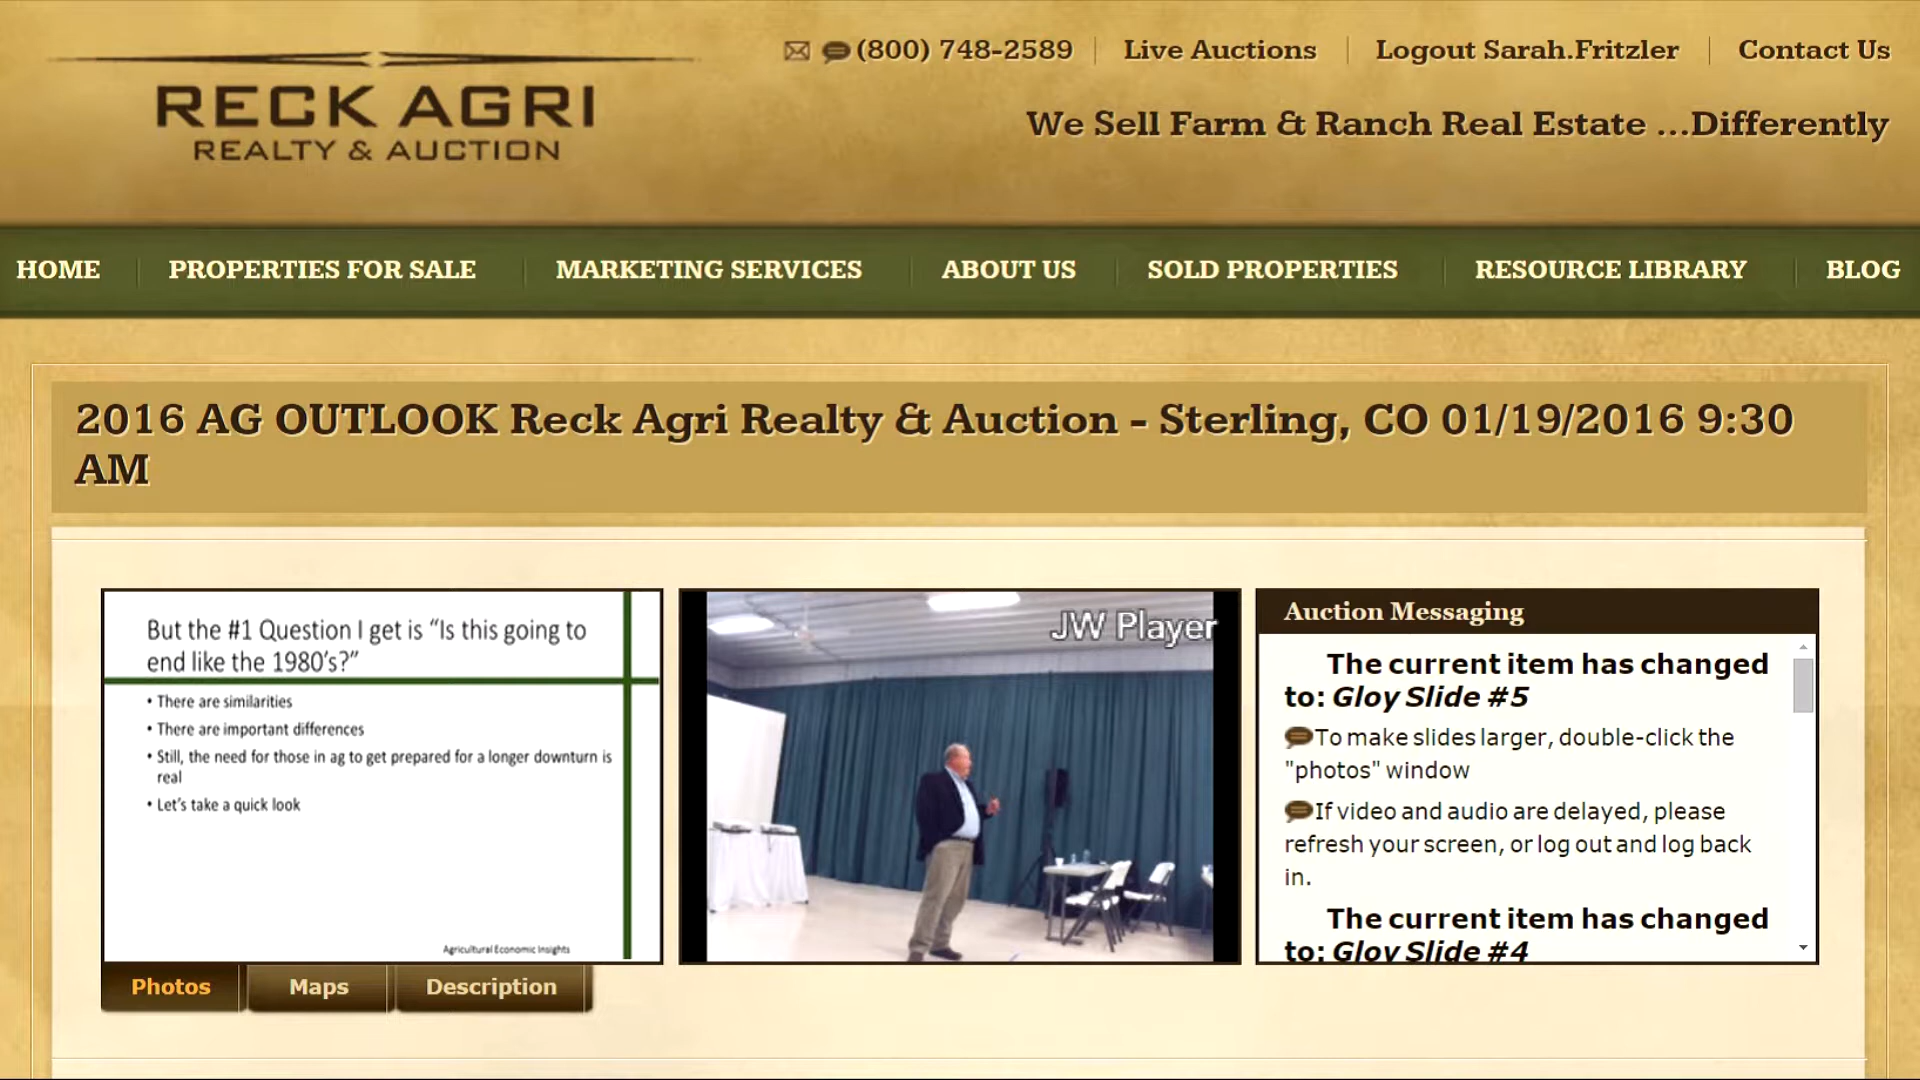 RECK AGRI
REALTY & AUCTION
(800) 748-2589
Live Auctions
Logout Sarah.Fritzler
Contact Us
We Sell Farm & Ranch Real Estate ...Differently
HOME
PROPERTIES FOR SALE
MARKETING SERVICES
ABOUT US
SOLD PROPERTIES
RESOURCE LIBRARY
BLOG
2016 AG OUTLOOK Reck Agri Realty & Auction - Sterling, CO 01/19/2016 9:30
AM
But the #1 Question I get is "Is this going to
end like the 1980's?"
• There are similarities
• There are important differences
• Still, the need for those in ag to get prepared for a longer downturn is
real
• Let's take a quick look
Agricultural Economic Insights
JW Player
Auction Messaging
The current item has changed
to: Gloy Slide #5
To make slides larger, double-click the
"photos" window
If video and audio are delayed, please
refresh your screen, or log out and log back
in.
The current item has changed
to: Gloy Slide #4
Photos
Maps
Description